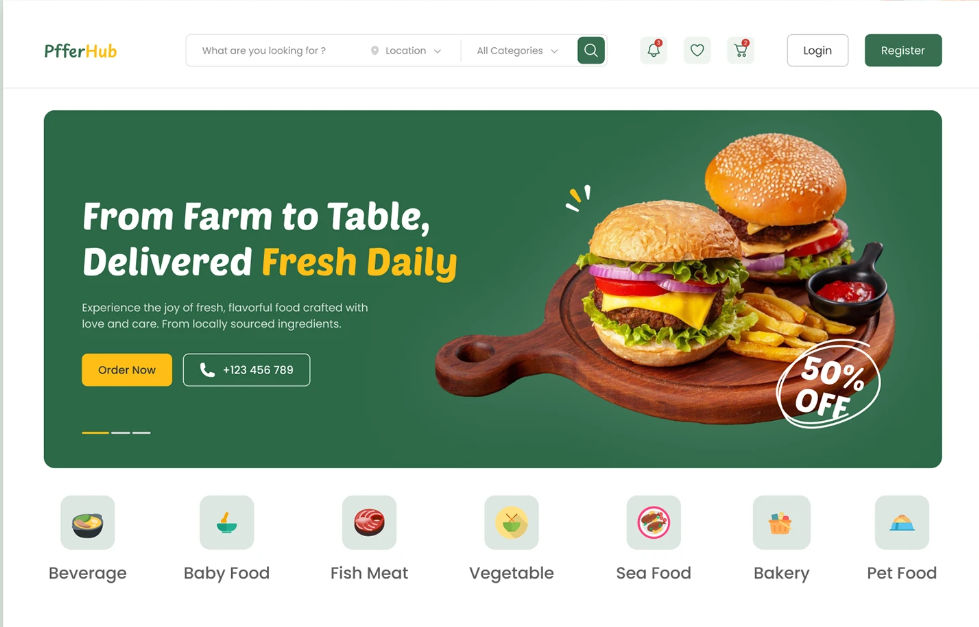 PfferHub
What are you looking for ?
Location
All Categories
3
2
Login
Register
From Farm to Table,
Delivered Fresh Daily
Experience the joy of fresh, flavorful food crafted with
love and care. From locally sourced ingredients.
Order Now
+123 456 789
50%
OFF
Beverage
Baby Food
Fish Meat
Vegetable
Sea Food
Bakery
Pet Food